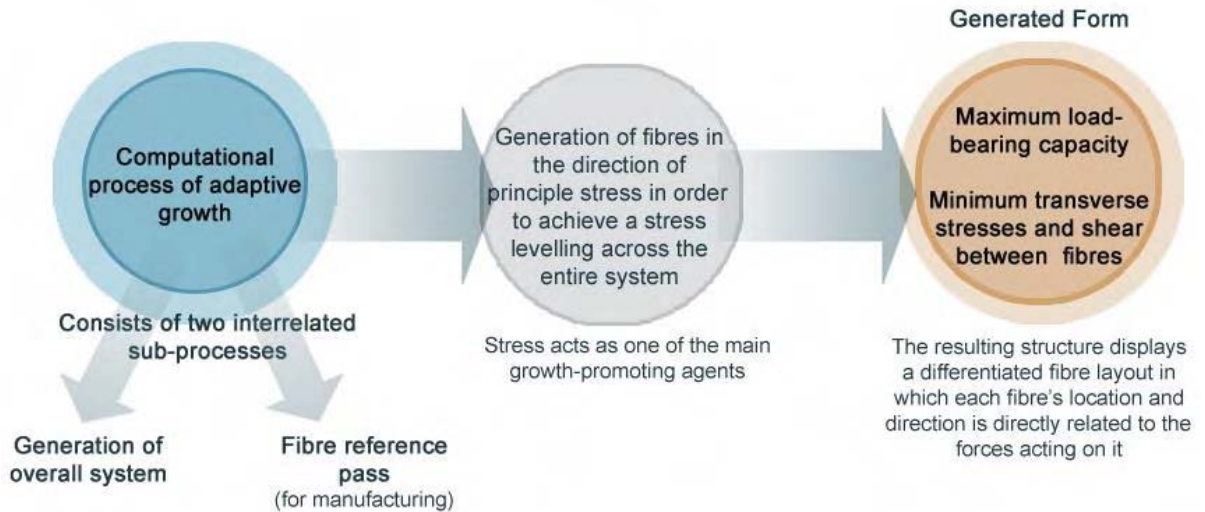 Computational
process of adaptive
growth
Consists of two interrelated
sub-processes
Generation of
overall system
Fibre reference
pass
(for manufacturing)
Generation of fibres in
the direction of
principle stress in order
to achieve a stress
levelling across the
entire system
Stress acts as one of the main
growth-promoting agents
Generated Form
Maximum load-
bearing capacity
Minimum transverse
stresses and shear
between fibres
The resulting structure displays
a differentiated fibre layout in
which each fibre's location and
direction is directly related to the
forces acting on it